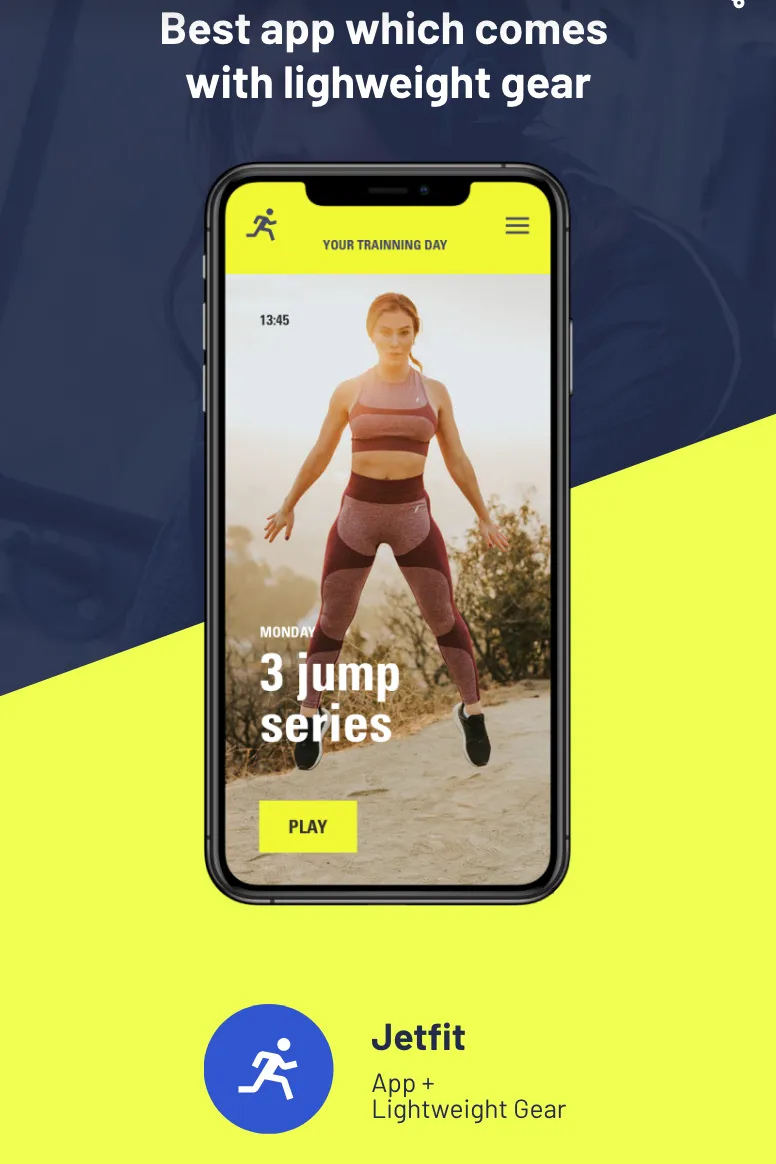 Best app which comes
with lighweight gear
YOUR TRAINNING DAY
13:45
MONDAY
3 jump
series
PLAY
Jetfit
App +
Lightweight Gear